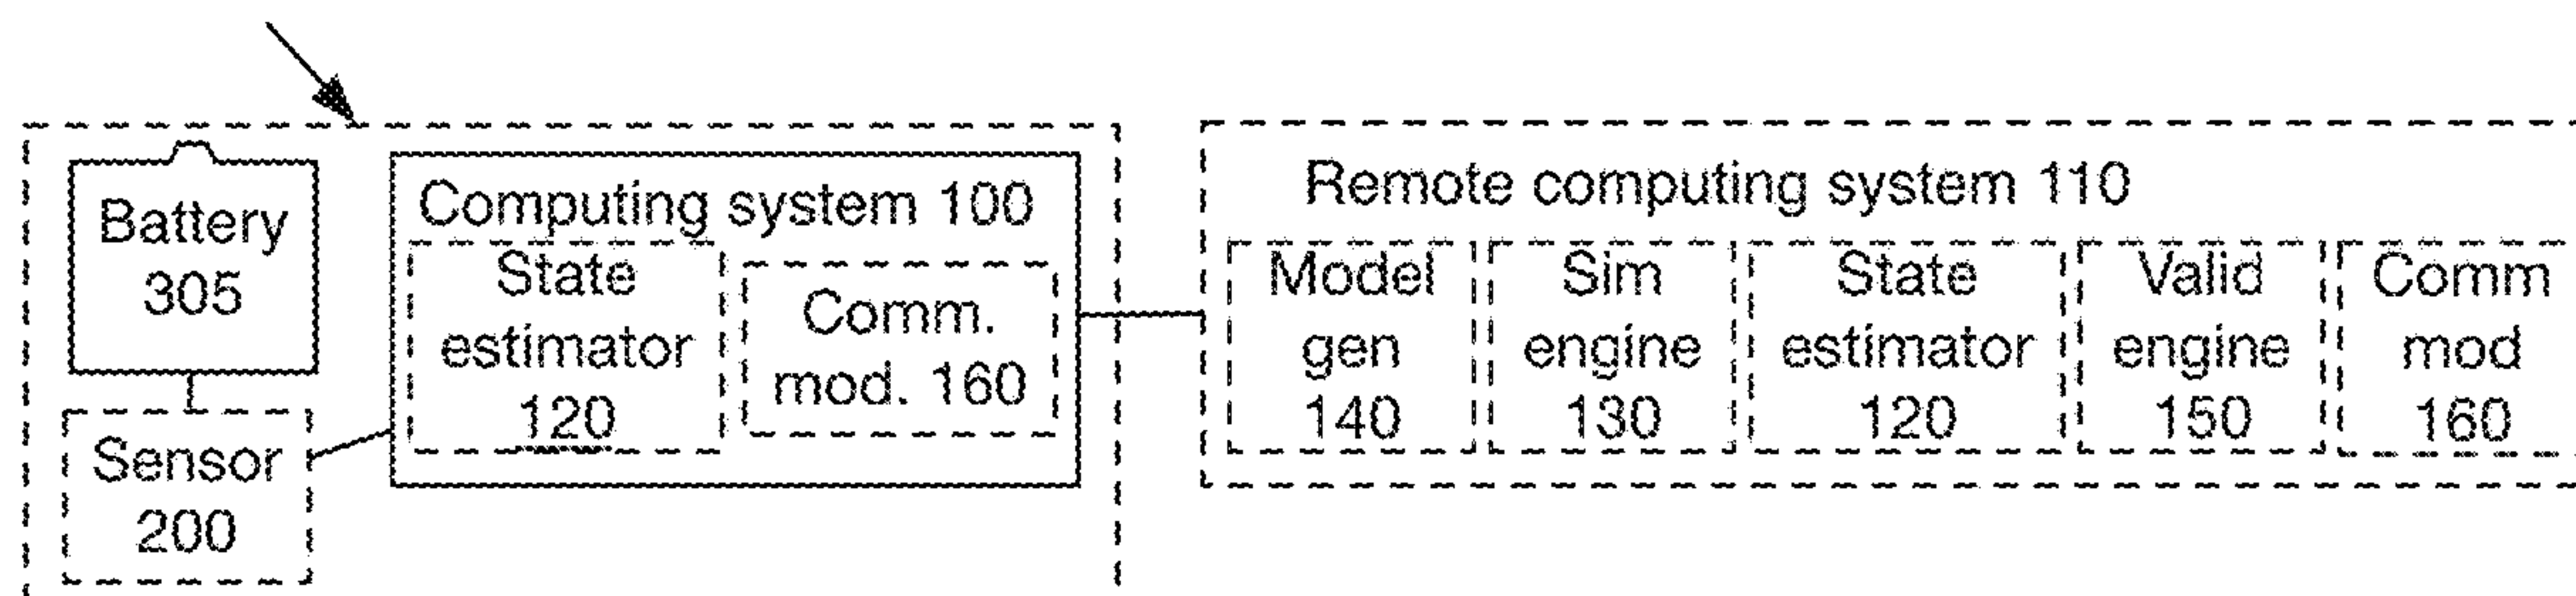 Battery
305
Sensor
200
Computing system 100
State
estimator
120
Comm.
mod. 160
Remote computing system 110
Model
gen
140
Sim
engine
130
State
estimator
120
Valid
engine
150
Comm
mod
160